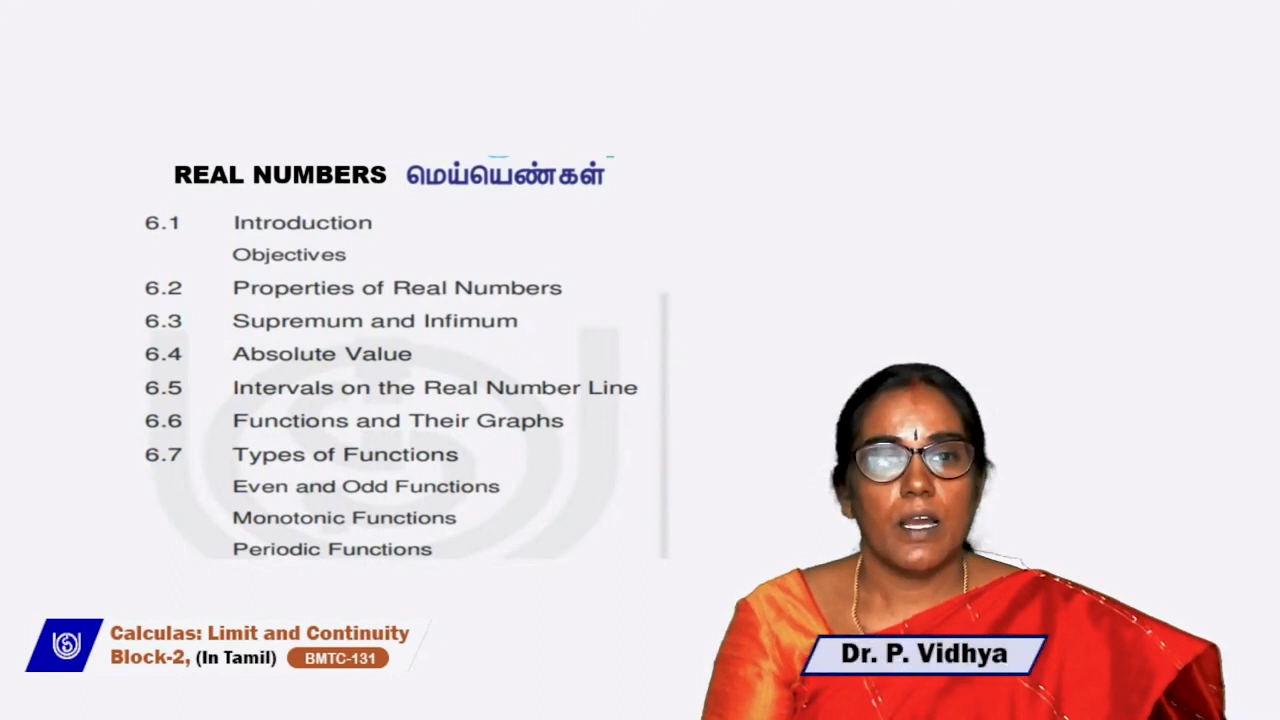 REAL NUMBERS மெய்யெண்கள்
6.1 Introduction
Objectives
6.2 Properties of Real Numbers
6.3 Supremum and Infimum
6.4 Absolute Value
6.5 Intervals on the Real Number Line
6.6 Functions and Their Graphs
6.7 Types of Functions
Even and Odd Functions
Monotonic Functions
Periodic Functions
Calculas: Limit and Continuity
Block-2, (In Tamil) BMTC-131
Dr. P. Vidhya